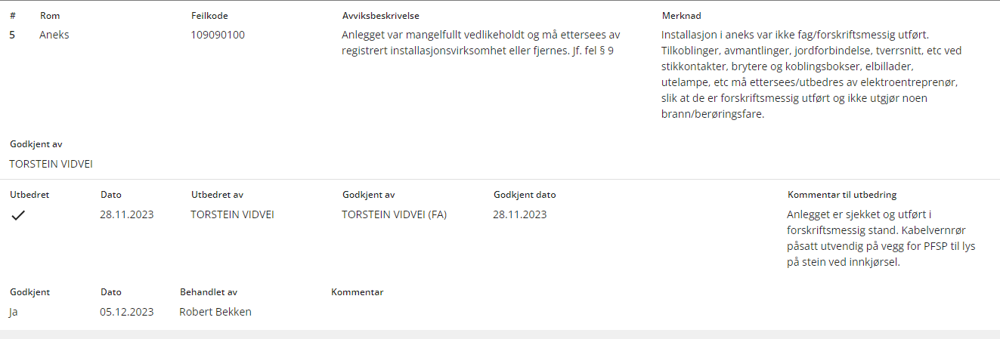 # Rom Feilkode Avviksbeskrivelse Merknad
5 Aneks 109090100 Anlegget var mangelfullt vedlikeholdt og må ettersees av Installasjon i aneks var ikke fag/forskriftsmessig utført.
registrert installasjonsvirksomhet eller fjernes. Jf. fel § 9 Tilkoblinger, avmantlinger, jordforbindelse, tverrsnitt, etc ved
stikkontakter, brytere og koblingsbokser, elbillader,
utelampe, etc må ettersees/utbedres av elektroentreprenør,
slik at de er forskriftsmessig utført og ikke utgjør noen
brann/berøringsfare.
Godkjent av
TORSTEIN VIDVEI
Utbedret Dato Utbedret av Godkjent av Godkjent dato Kommentar til utbedring
28.11.2023 TORSTEIN VIDVEI TORSTEIN VIDVEI (FA) 28.11.2023 Anlegget er sjekket og utført i
forskriftsmessig stand. Kabelvernrør
påsatt utvendig på vegg for PFSP til lys
på stein ved innkjørsel.
Godkjent Dato Behandlet av Kommentar
Ja 05.12.2023 Robert Bekken